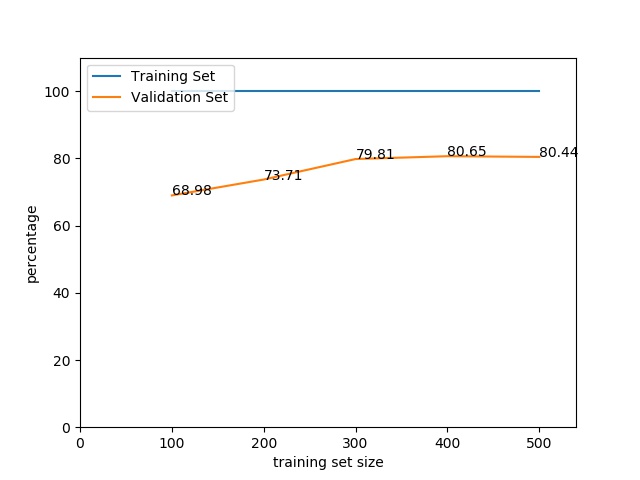 Training Set
Validation Set
100
80
60
40
20
0
percentage
68.98
73.71
79.81
80.65
80.44
0 100 200 300 400 500
training set size